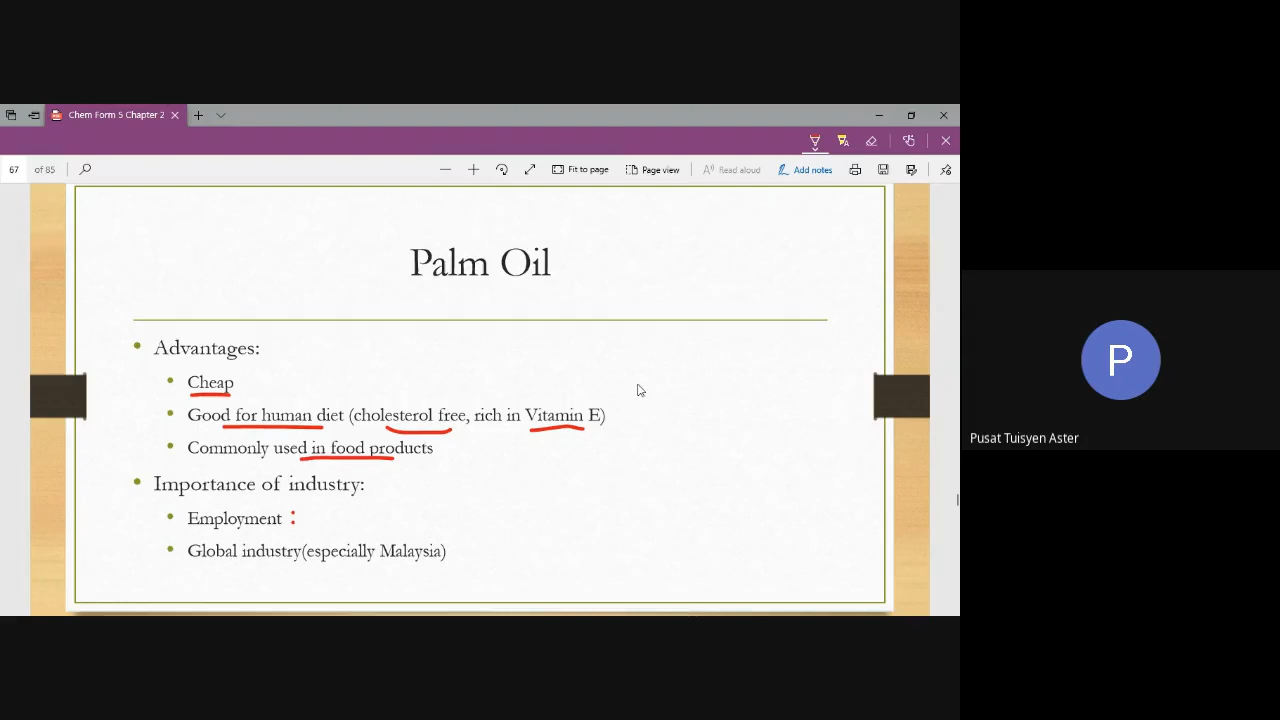 Chem Form 5 Chapter 2
67 of 85
Fit to page
Page view
Read aloud
Add notes
Palm Oil
Advantages:
Cheap
Good for human diet (cholesterol free, rich in Vitamin E)
Commonly used in food products
Importance of industry:
Employment :
Global industry(especially Malaysia)
P
Pusat Tuisyen Aster